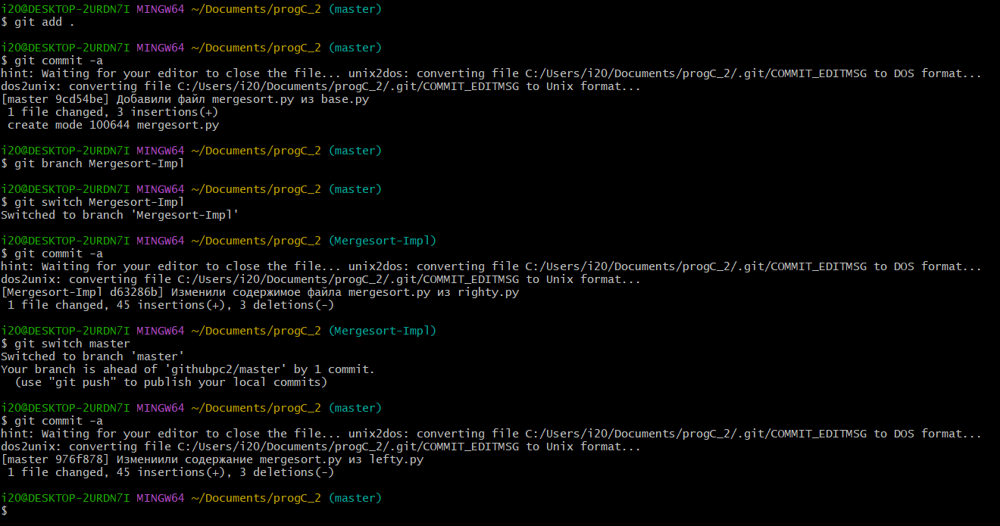 i20@DESKTOP-2URDN7I MINGW64 ~/Documents/progC_2 (master)
$ git add .
i20@DESKTOP-2URDN7I MINGW64 ~/Documents/progC_2 (master)
$ git commit -a
hint: Waiting for your editor to close the file... unix2dos: converting file C:/Users/i20/Documents/progC_2/.git/COMMIT_EDITMSG to DOS format...
dos2unix: converting file C:/Users/i20/Documents/progC_2/.git/COMMIT_EDITMSG to Unix format...
[master 9cd54be] Добавили файл mergesort.py из base.py
 1 file changed, 3 insertions(+)
 create mode 100644 mergesort.py
i20@DESKTOP-2URDN7I MINGW64 ~/Documents/progC_2 (master)
$ git branch Mergesort-Impl
i20@DESKTOP-2URDN7I MINGW64 ~/Documents/progC_2 (master)
$ git switch Mergesort-Impl
Switched to branch 'Mergesort-Impl'
i20@DESKTOP-2URDN7I MINGW64 ~/Documents/progC_2 (Mergesort-Impl)
$ git commit -a
hint: Waiting for your editor to close the file... unix2dos: converting file C:/Users/i20/Documents/progC_2/.git/COMMIT_EDITMSG to DOS format...
dos2unix: converting file C:/Users/i20/Documents/progC_2/.git/COMMIT_EDITMSG to Unix format...
[Mergesort-Impl d63286b] Изменили содержимое файла mergesort.py из righty.py
 1 file changed, 45 insertions(+), 3 deletions(-)
i20@DESKTOP-2URDN7I MINGW64 ~/Documents/progC_2 (Mergesort-Impl)
$ git switch master
Switched to branch 'master'
Your branch is ahead of 'githubpc2/master' by 1 commit.
  (use "git push" to publish your local commits)
i20@DESKTOP-2URDN7I MINGW64 ~/Documents/progC_2 (master)
$ git commit -a
hint: Waiting for your editor to close the file... unix2dos: converting file C:/Users/i20/Documents/progC_2/.git/COMMIT_EDITMSG to DOS format...
dos2unix: converting file C:/Users/i20/Documents/progC_2/.git/COMMIT_EDITMSG to Unix format...
[master 976f878] Измениили содержание mergesort.py из lefty.py
 1 file changed, 45 insertions(+), 3 deletions(-)
i20@DESKTOP-2URDN7I MINGW64 ~/Documents/progC_2 (master)
$